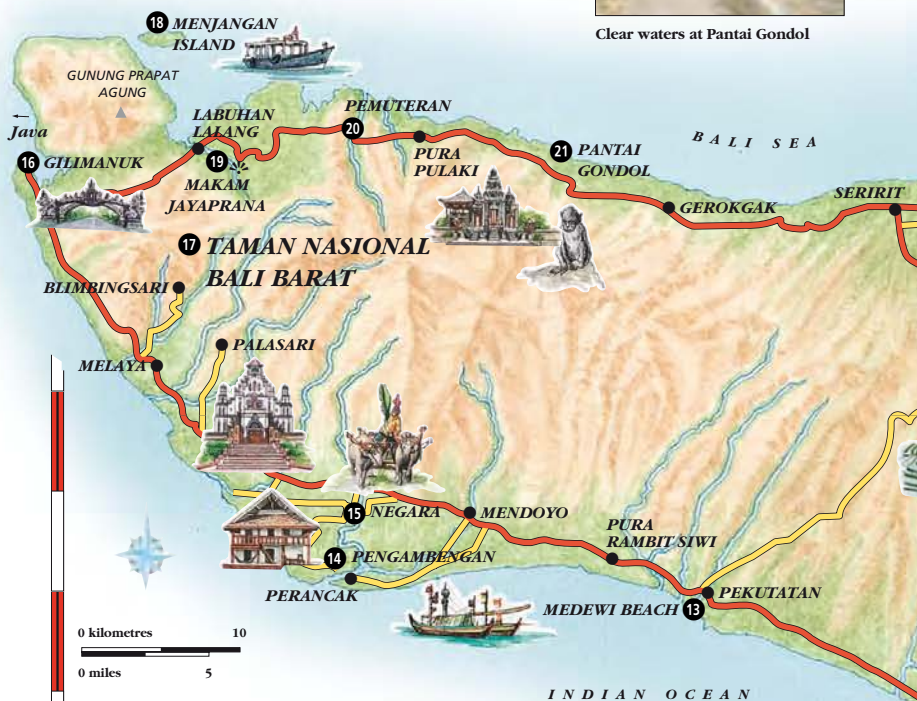 Clear waters at Pantai Gondol
18 MENJANGAN
ISLAND
GUNUNG PRAPAT
AGUNG
Java
LABUHAN
LALANG
PEMUTERAN
20
BALI SEA
16 GILIMANUK
19
MAKAM
JAYAPRANA
PURA
PULAKI
21 PANTAI
GONDOL
GEROKGAK
SERIRIT
17 TAMAN NASIONAL
BALI BARAT
BLIMBINGSARI
PALASARI
MELAYA
15 NEGARA
MENDOYO
14 PENGAMBENGAN
PERANCAK
PURA
RAMBIT SIWI
MEDEWI BEACH 13
PEKUTATAN
0 kilometres 10
0 miles 5
INDIAN OCEAN